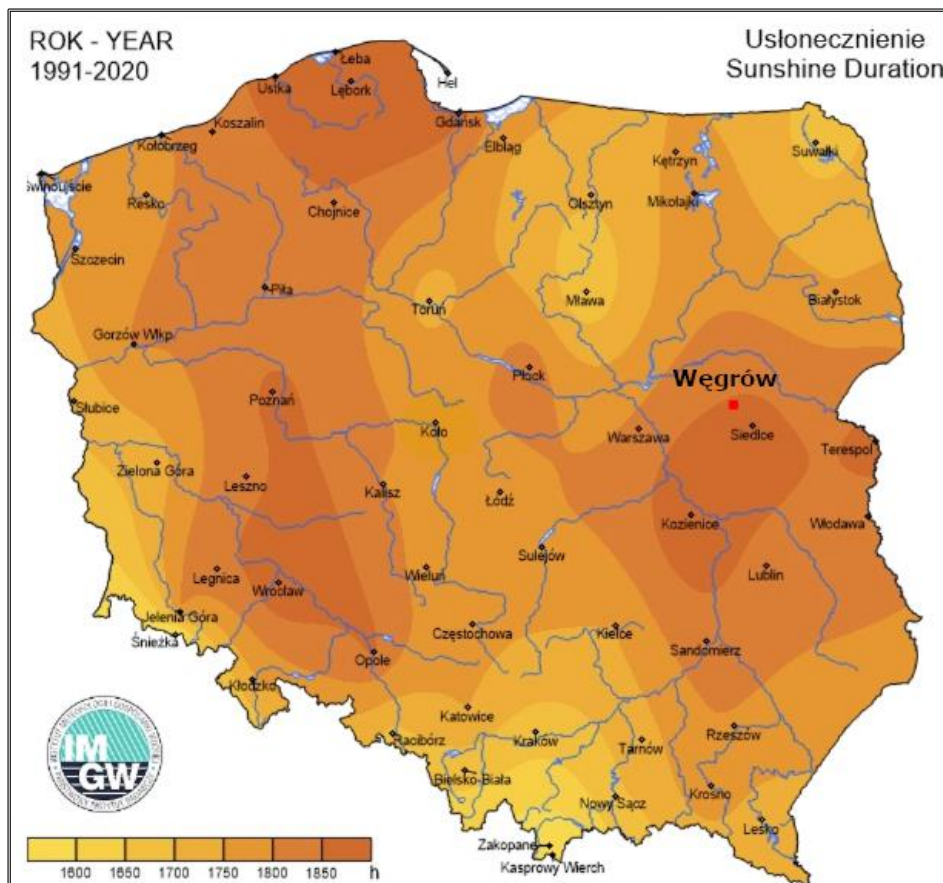 ROK - YEAR
1991-2020
Usłonecznienie
Sunshine Duration
Łeba
Ustka
Lębork
Hel
Gdańsk
Koszalin
Kołobrzeg
Elbląg
Suwałki
Kętrzyn
Świnoujście
Resko
Chojnice
Olsztyn
Mikołajki
Szczecin
Piła
Toruń
Mława
Białystok
Gorzów Wlkp
Płock
Węgrów
Słubice
Poznań
Koło
Warszawa
Siedlce
Terespol
Zielona Góra
Leszno
Kalisz
Łódź
Kozienice
Włodawa
Sulejów
Legnica
Wrocław
Wieluń
Lublin
Jelenia Góra
Śnieżka
Częstochowa
Kielce
Sandomierz
Opole
Kłodzko
Katowice
Racibórz
Kraków
Tarnów
Rzeszów
Bielsko-Biała
Nowy Sącz
Krosno
Lesko
Zakopane
Kasprowy Wierch
IM
GW
1600 1650 1700 1750 1800 1850 h